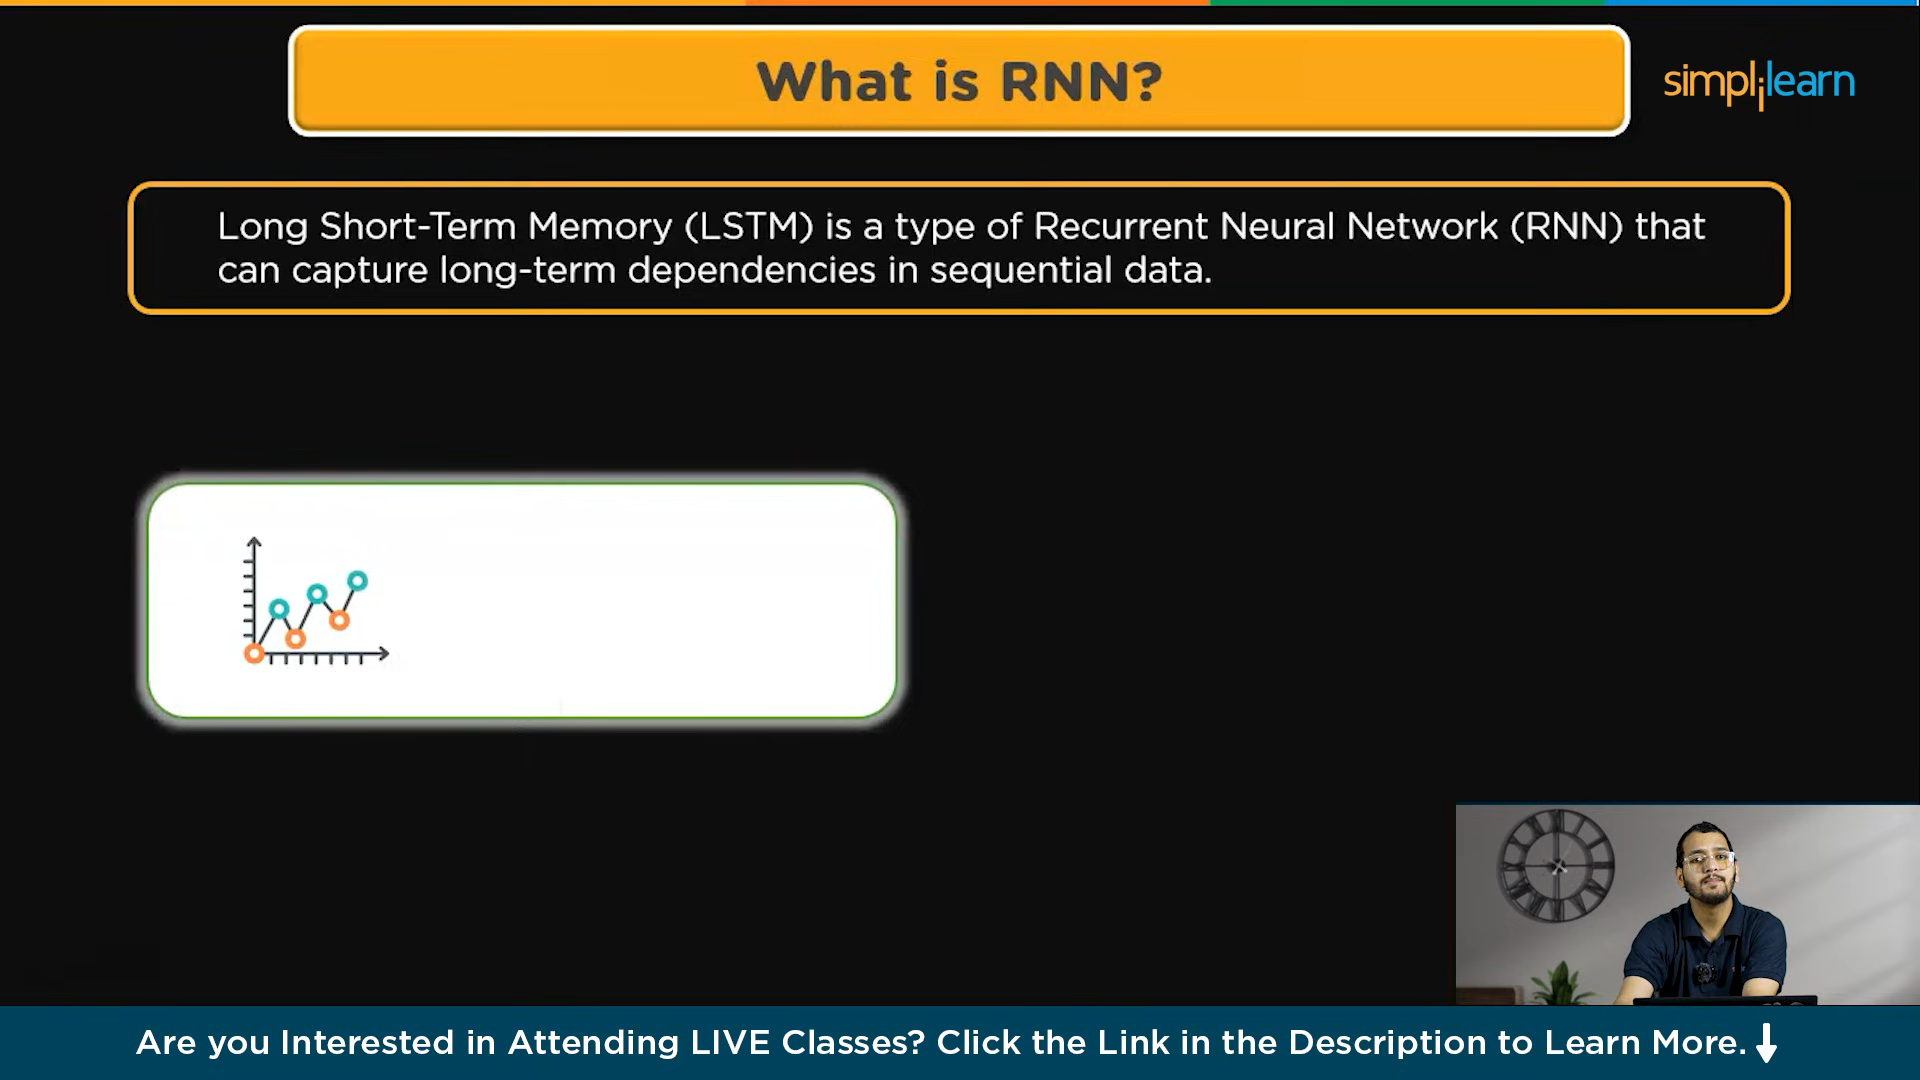 What is RNN?
simplilearn
Long Short-Term Memory (LSTM) is a type of Recurrent Neural Network (RNN) that
can capture long-term dependencies in sequential data.
Are you Interested in Attending LIVE Classes? Click the Link in the Description to Learn More.